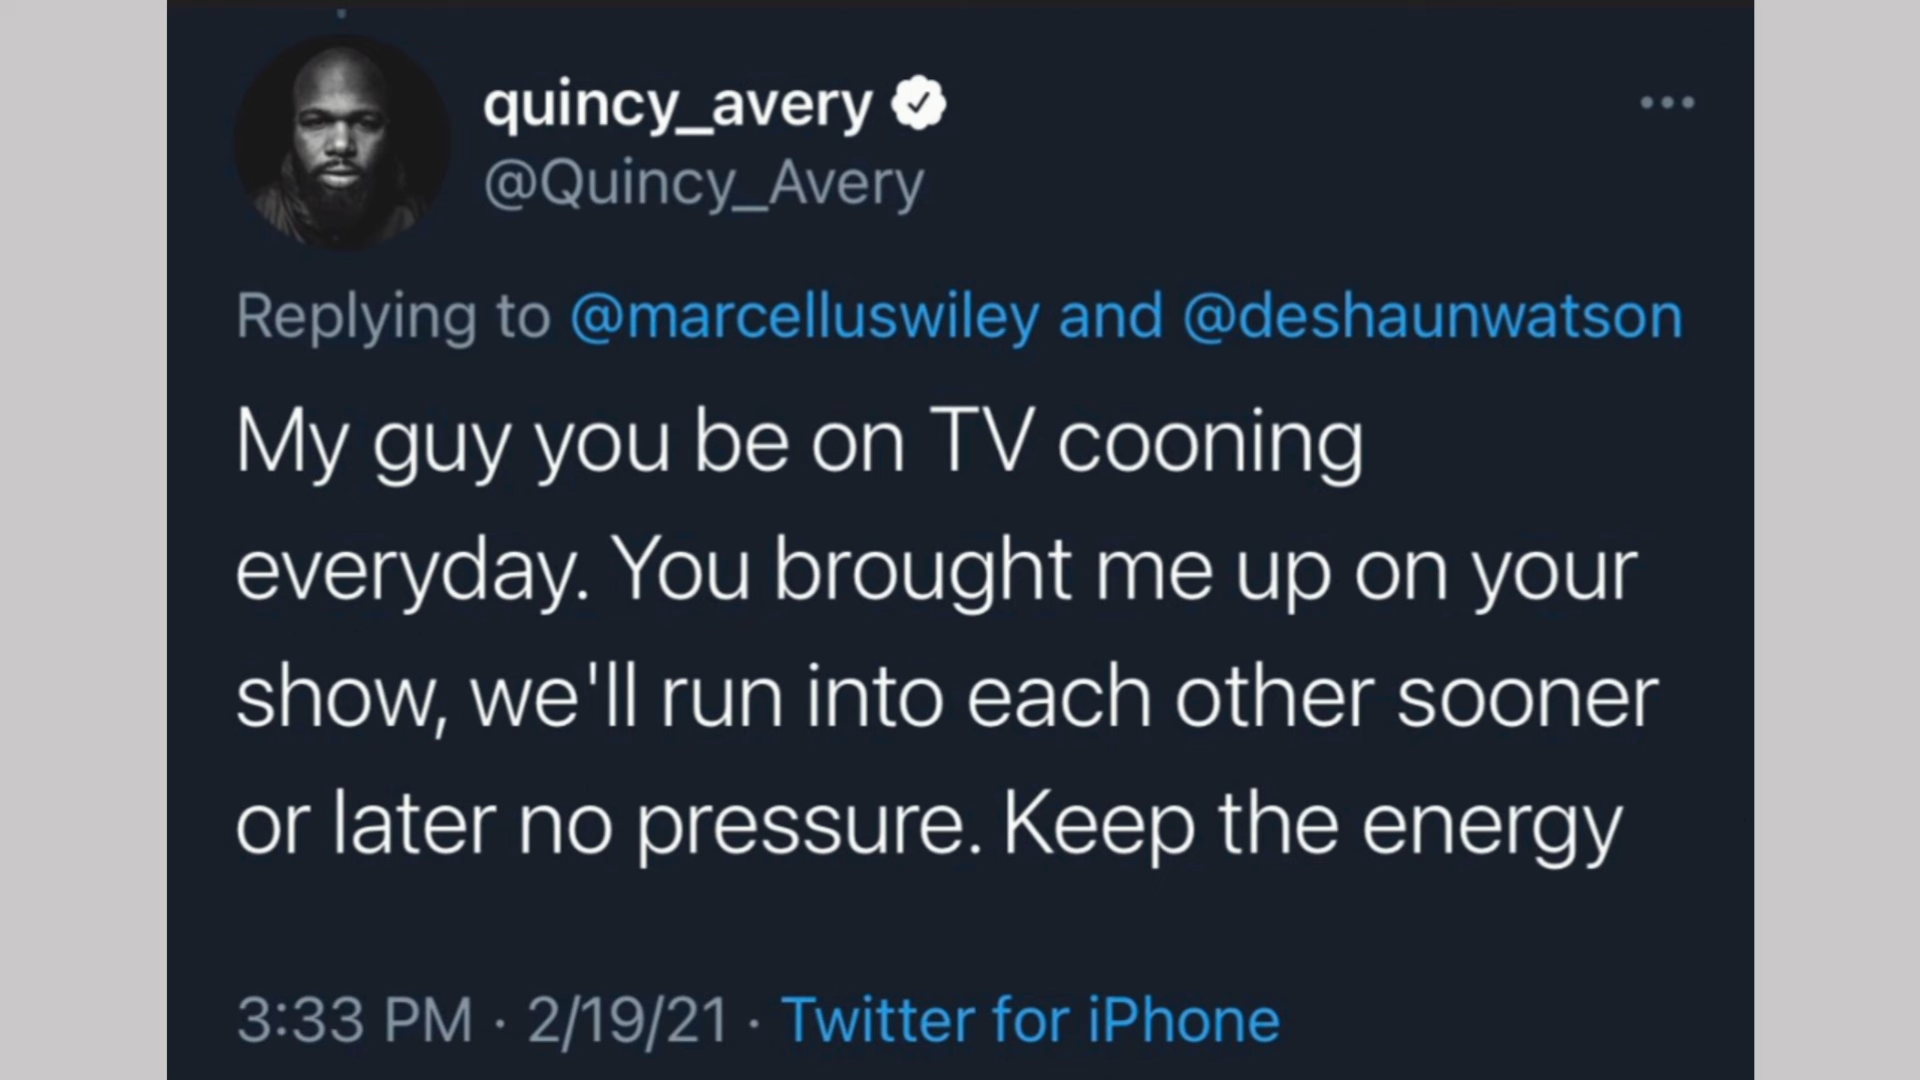 quincy_avery
@Quincy_Avery
Replying to @marcelluswiley and @deshaunwatson
My guy you be on TV cooning
everyday. You brought me up on your
show, we'll run into each other sooner
or later no pressure. Keep the energy
3:33 PM · 2/19/21 · Twitter for iPhone